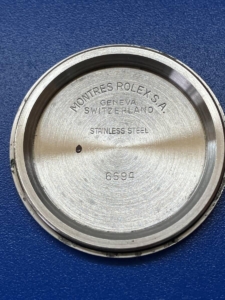 MONTRES ROLEX S.A.
GENEVA
SWITZERLAND
STAINLESS STEEL
6694